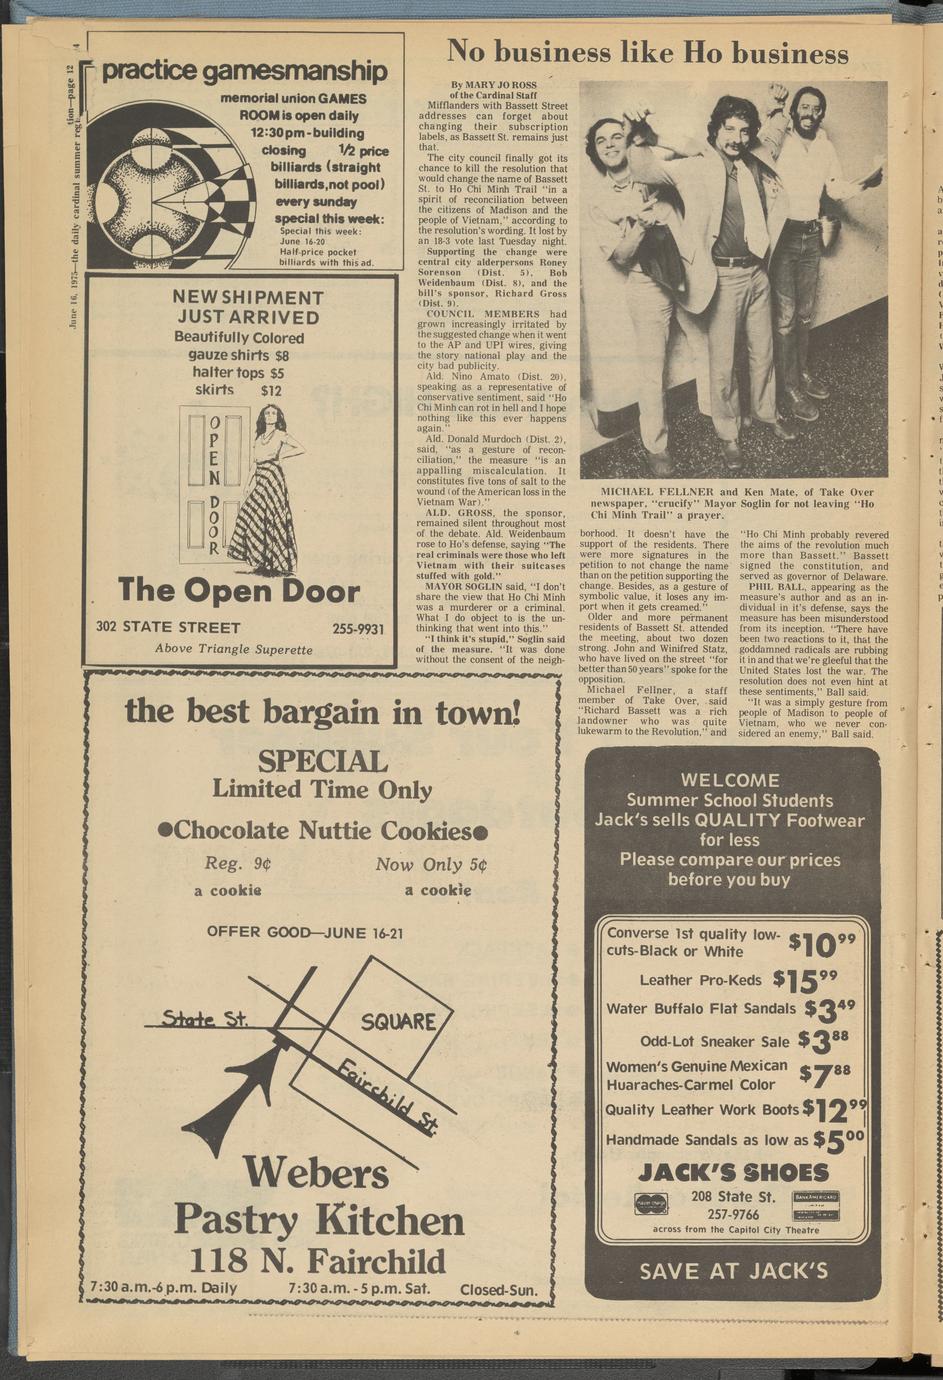 June 16, 1975—the daily cardinal summer
tion—page 12
practice gamesmanship
memorial union GAMES
ROOM is open daily
12:30pm-building
closing 1/2 price
billiards (straight
billiards,not pool)
every sunday
special this week:
Special this week:
June 16-20
Half-price pocket
billiards with this ad.
NEW SHIPMENT
JUST ARRIVED
Beautifully Colored
gauze shirts $8
halter tops $5
skirts $12
OPEN DOOR
The Open Door
302 STATE STREET 255-9931
Above Triangle Superette
No business like Ho business
By MARY JO ROSS
of the Cardinal Staff
Mifflanders with Bassett Street
addresses can forget about
changing their subscription
labels, as Bassett St. remains just
that.
The city council finally got its
chance to kill the resolution that
would change the name of Bassett
St. to Ho Chi Minh Trail "in a
spirit of reconciliation between
the citizens of Madison and the
people of Vietnam," according to
the resolution's wording. It lost by
an 18-3 vote last Tuesday night.
Supporting the change were
central city alderpersons Roney
Sorenson (Dist. 5), Bob
Weidenbaum (Dist. 8), and the
bill's sponsor, Richard Gross
(Dist. 9).
COUNCIL MEMBERS had
grown increasingly irritated by
the suggested change when it went
to the AP and UPI wires, giving
the story national play and the
city bad publicity.
Ald. Nino Amato (Dist. 20),
speaking as a representative of
conservative sentiment, said "Ho
Chi Minh can rot in hell and I hope
nothing like this ever happens
again."
Ald. Donald Murdoch (Dist. 2),
said, "as a gesture of recon-
ciliation," the measure "is an
appalling miscalculation. It
constitutes five tons of salt to the
wound (of the American loss in the
Vietnam War)."
ALD. GROSS, the sponsor,
remained silent throughout most
of the debate. Ald. Weidenbaum
rose to Ho's defense, saying "The
real criminals were those who left
Vietnam with their suitcases
stuffed with gold."
MAYOR SOGLIN said, "I don't
share the view that Ho Chi Minh
was a murderer or a criminal.
What I do object to is the un-
thinking that went into this."
"I think it's stupid," Soglin said
of the measure. "It was done
without the consent of the neigh-
MICHAEL FELLNER and Ken Mate, of Take Over
newspaper, "crucify" Mayor Soglin for not leaving "Ho
Chi Minh Trail" a prayer.
borhood. It doesn't have the
support of the residents. There
were more signatures in the
petition to not change the name
than on the petition supporting the
change. Besides, as a gesture of
symbolic value, it loses any im-
port when it gets creamed."
Older and more permanent
residents of Bassett St. attended
the meeting, about two dozen
strong. John and Winifred Statz,
who have lived on the street "for
better than 50 years" spoke for the
opposition.
Michael Fellner, a staff
member of Take Over, said
"Richard Bassett was a rich
landowner who was quite
lukewarm to the Revolution," and
"Ho Chi Minh probably revered
the aims of the revolution much
more than Bassett." Bassett
signed the constitution, and
served as governor of Delaware.
PHIL BALL, appearing as the
measure's author and as an in-
dividual in it's defense, says the
measure has been misunderstood
from its inception. "There have
been two reactions to it, that the
goddamned radicals are rubbing
it in and that we're gleeful that the
United States lost the war. The
resolution does not even hint at
these sentiments," Ball said.
"It was a simply gesture from
people of Madison to people of
Vietnam, who we never con-
sidered an enemy," Ball said.
the best bargain in town!
SPECIAL
Limited Time Only
●Chocolate Nuttie Cookies●
Reg. 9¢ Now Only 5¢
a cookie a cookie
OFFER GOOD—JUNE 16-21
State St.
SQUARE
Fairchild St.
Webers
Pastry Kitchen
118 N. Fairchild
7:30 a.m.-6 p.m. Daily 7:30 a.m. - 5 p.m. Sat. Closed-Sun.
WELCOME
Summer School Students
Jack's sells QUALITY Footwear
for less
Please compare our prices
before you buy
Converse 1st quality low-
cuts-Black or White $10⁹⁹
Leather Pro-Keds $15⁹⁹
Water Buffalo Flat Sandals $3⁴⁹
Odd-Lot Sneaker Sale $3⁸⁸
Women's Genuine Mexican
Huaraches-Carmel Color $7⁸⁸
Quality Leather Work Boots $12⁹⁹
Handmade Sandals as low as $5⁰⁰
JACK'S SHOES
208 State St.
257-9766
BANKAMERICARD
across from the Capitol City Theatre
SAVE AT JACK'S